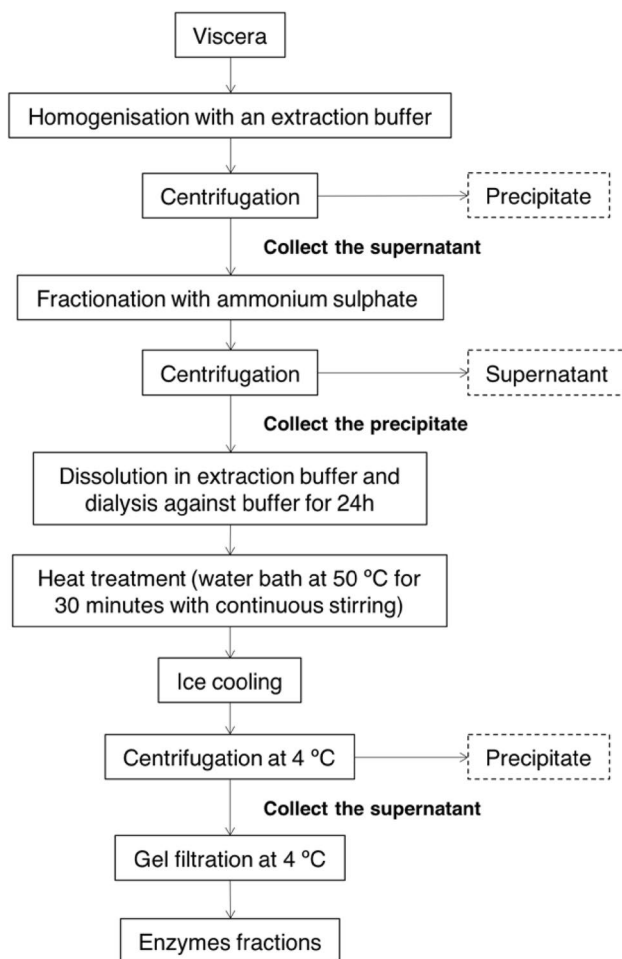 Viscera
Homogenisation with an extraction buffer
Centrifugation
Precipitate
Collect the supernatant
Fractionation with ammonium sulphate
Centrifugation
Supernatant
Collect the precipitate
Dissolution in extraction buffer and
dialysis against buffer for 24h
Heat treatment (water bath at 50 ºC for
30 minutes with continuous stirring)
Ice cooling
Centrifugation at 4 ºC
Precipitate
Collect the supernatant
Gel filtration at 4 ºC
Enzymes fractions